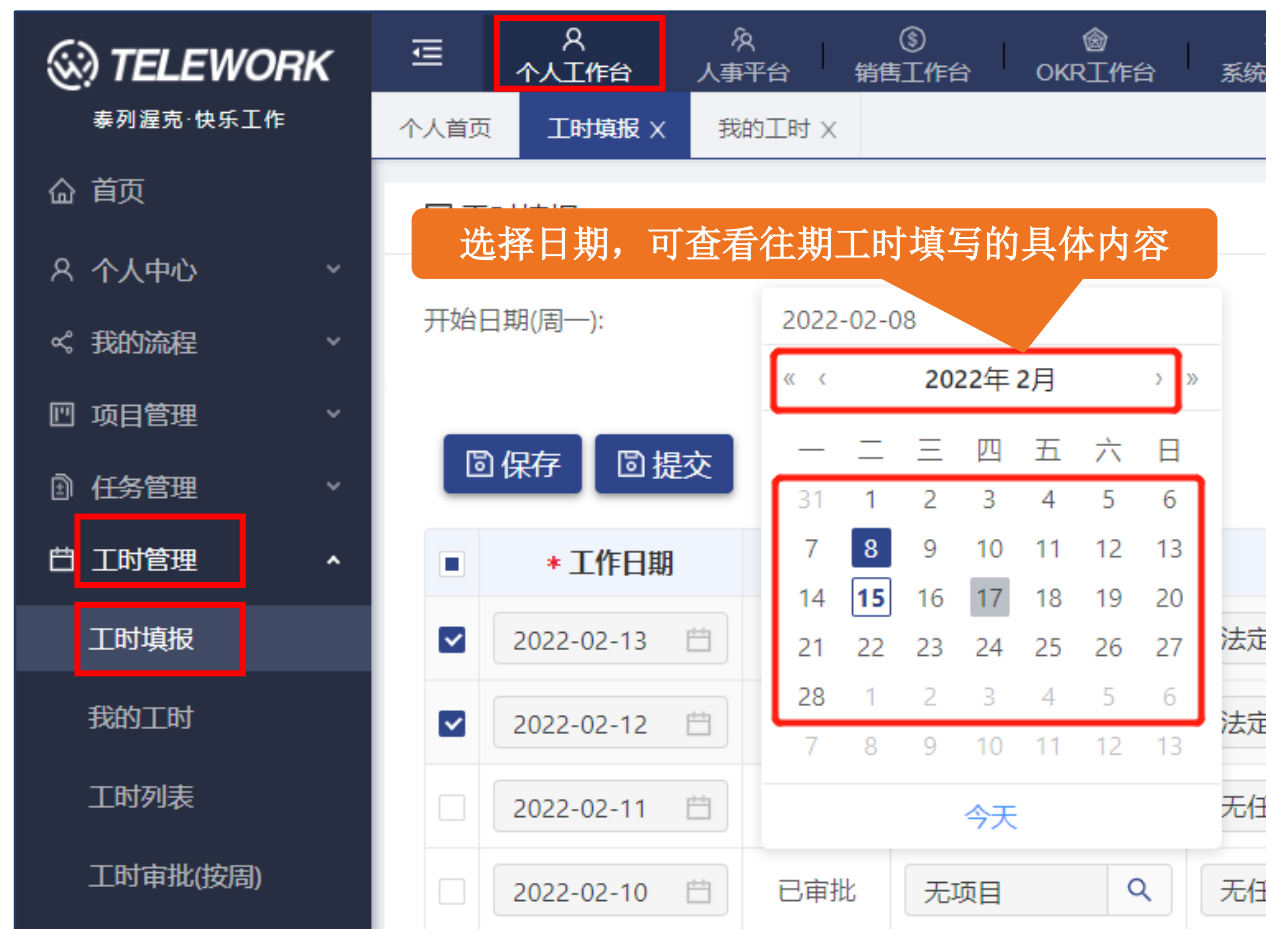 TELEWORK
泰列渥克·快乐工作
个人工作台
人事平台
销售工作台
OKR工作台
系统
个人首页
工时填报 X
我的工时 X
首页
个人中心
我的流程
项目管理
任务管理
工时管理
工时填报
我的工时
工时列表
工时审批(按周)
选择日期，可查看往期工时填写的具体内容
开始日期(周一):
2022-02-08
« ‹ 2022年 2月 › »
一 二 三 四 五 六 日
31 1 2 3 4 5 6
7 8 9 10 11 12 13
14 15 16 17 18 19 20
21 22 23 24 25 26 27
28 1 2 3 4 5 6
7 8 9 10 11 12 13
今天
保存 提交
* 工作日期
2022-02-13 法定
2022-02-12 法定
2022-02-11 无任
2022-02-10 已审批 无项目 无任